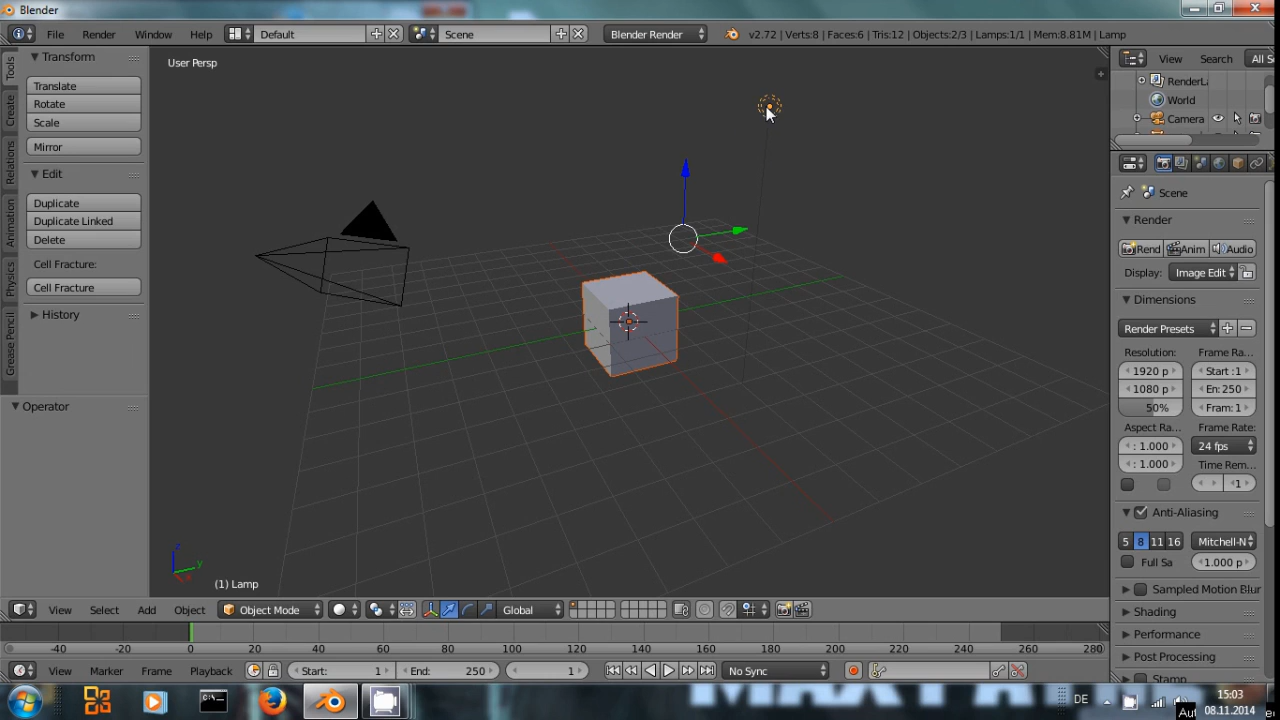 Blender
File Render Window Help Default Scene Blender Render v2.72 | Verts:8 | Faces:6 | Tris:12 | Objects:2/3 | Lamps:1/1 | Mem:8.81M | Lamp
Tools
Create
Relations
Animation
Physics
Grease Pencil
Transform
Translate
Rotate
Scale
Mirror
Edit
Duplicate
Duplicate Linked
Delete
Cell Fracture:
Cell Fracture
History
Operator
User Persp
z
y
(1) Lamp
View Search All S
RenderLa
World
Camera
Scene
Render
Rend Anim Audio
Display: Image Edit
Dimensions
Render Presets
Resolution: Frame Ra...
1920 p Start :1
1080 p En: 250
50% Fram: 1
Aspect Ra... Frame Rate:
: 1.000 24 fps
: 1.000 Time Rem...
1
Anti-Aliasing
5 8 11 16 Mitchell-N
Full Sa 1.000 p
Sampled Motion Blur
Shading
Performance
Post Processing
Stamp
View Select Add Object Object Mode Global
-40 -20 0 20 40 60 80 100 120 140 160 180 200 220 240 260 280
View Marker Frame Playback Start: 1 End: 250 1 No Sync
DE 15:03
08.11.2014